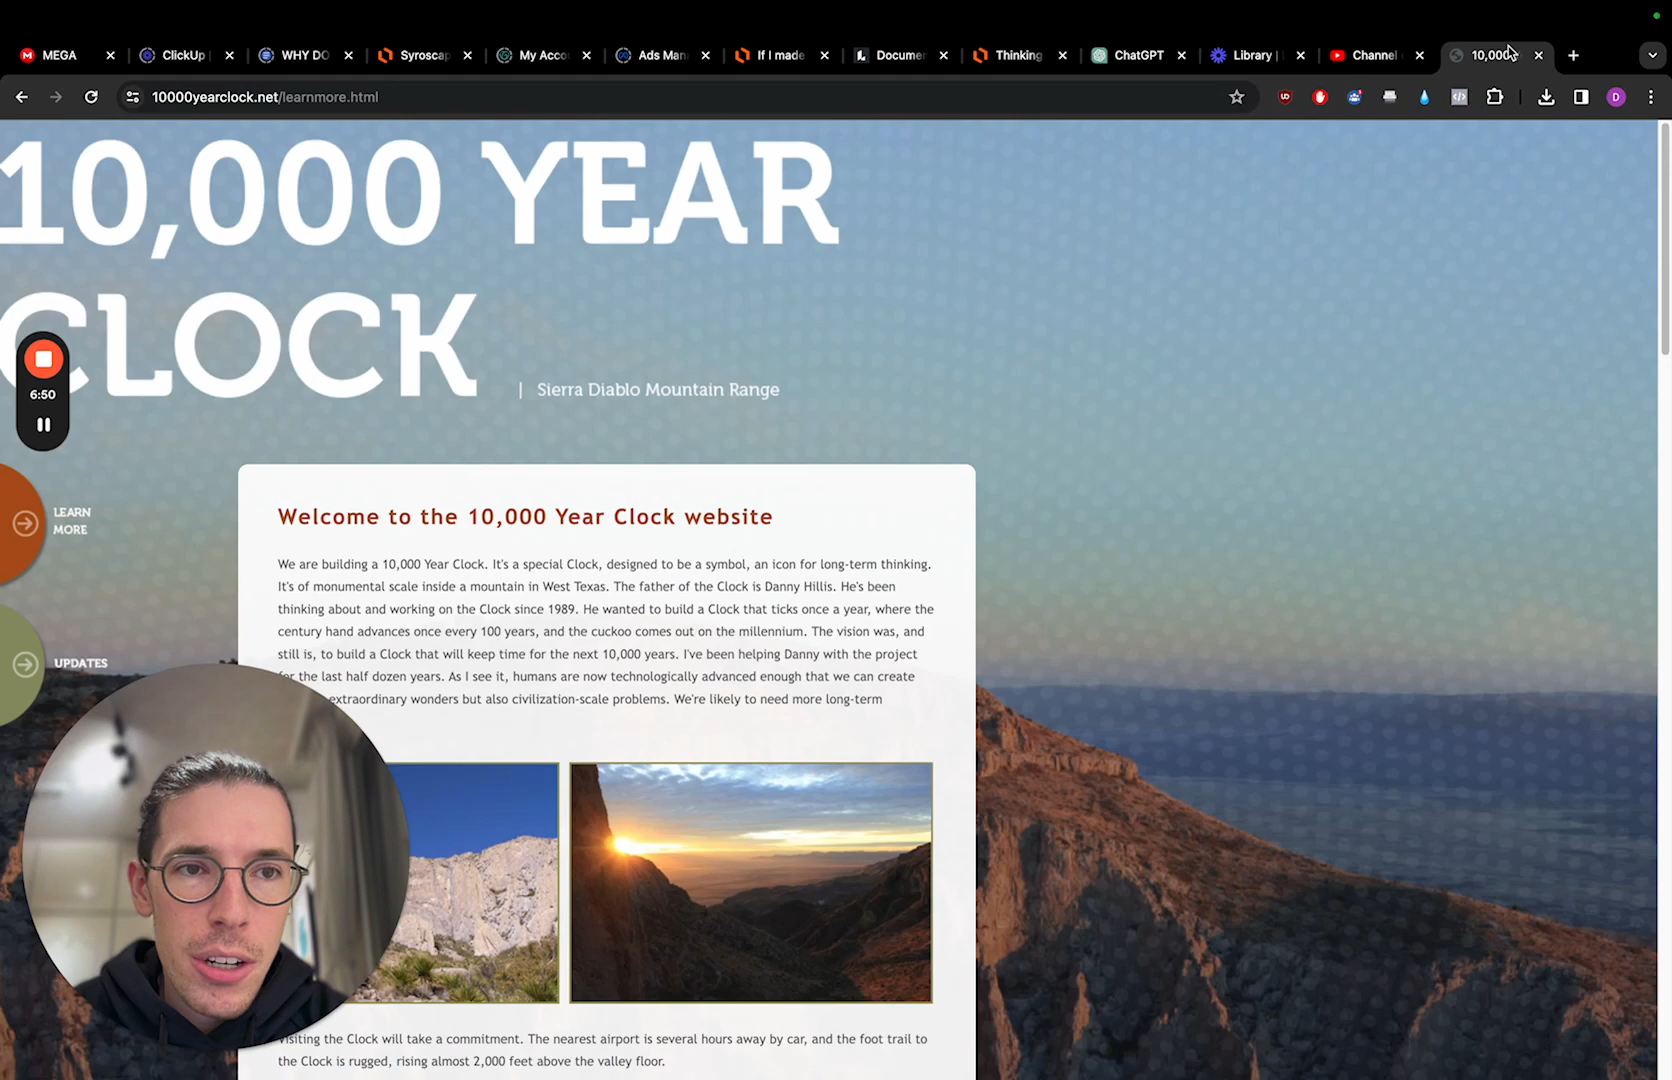 MEGA
ClickUp
WHY DO
Syroscap
My Acco
Ads Man
If I made
Documen
Thinking
ChatGPT
Library |
Channel
10,000
10000yearclock.net/learnmore.html
D
10,000 YEAR
CLOCK
| Sierra Diablo Mountain Range
6:50
LEARN
MORE
UPDATES
Welcome to the 10,000 Year Clock website
We are building a 10,000 Year Clock. It's a special Clock, designed to be a symbol, an icon for long-term thinking.
It's of monumental scale inside a mountain in West Texas. The father of the Clock is Danny Hillis. He's been
thinking about and working on the Clock since 1989. He wanted to build a Clock that ticks once a year, where the
century hand advances once every 100 years, and the cuckoo comes out on the millennium. The vision was, and
still is, to build a Clock that will keep time for the next 10,000 years. I've been helping Danny with the project
for the last half dozen years. As I see it, humans are now technologically advanced enough that we can create
extraordinary wonders but also civilization-scale problems. We're likely to need more long-term
Visiting the Clock will take a commitment. The nearest airport is several hours away by car, and the foot trail to
the Clock is rugged, rising almost 2,000 feet above the valley floor.